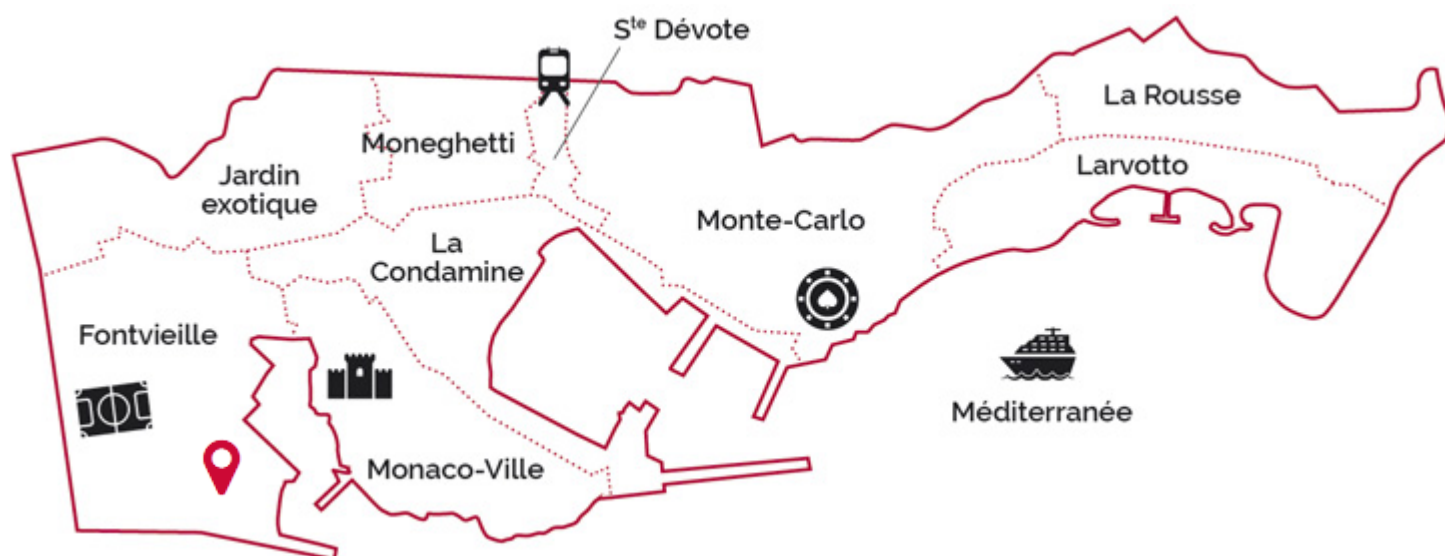 Sᵗᵉ Dévote
La Rousse
Moneghetti
Larvotto
Jardin
exotique
Monte-Carlo
La
Condamine
Fontvieille
Méditerranée
Monaco-Ville